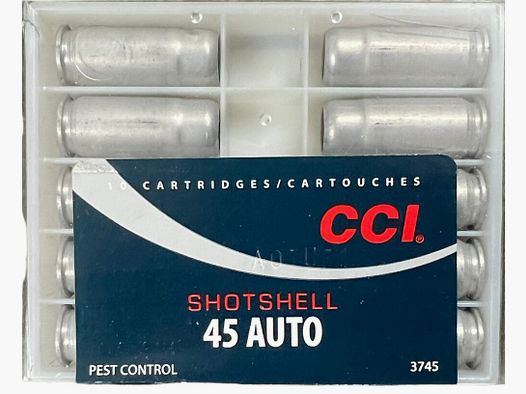 10 CARTRIDGES/CARTOUCHES
CCI®
SHOTSHELL
45 AUTO
PEST CONTROL 3745